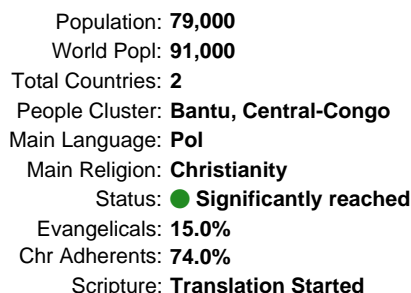 Population: 79,000
World Popl: 91,000
Total Countries: 2
People Cluster: Bantu, Central-Congo
Main Language: Pol
Main Religion: Christianity
Status: Significantly reached
Evangelicals: 15.0%
Chr Adherents: 74.0%
Scripture: Translation Started